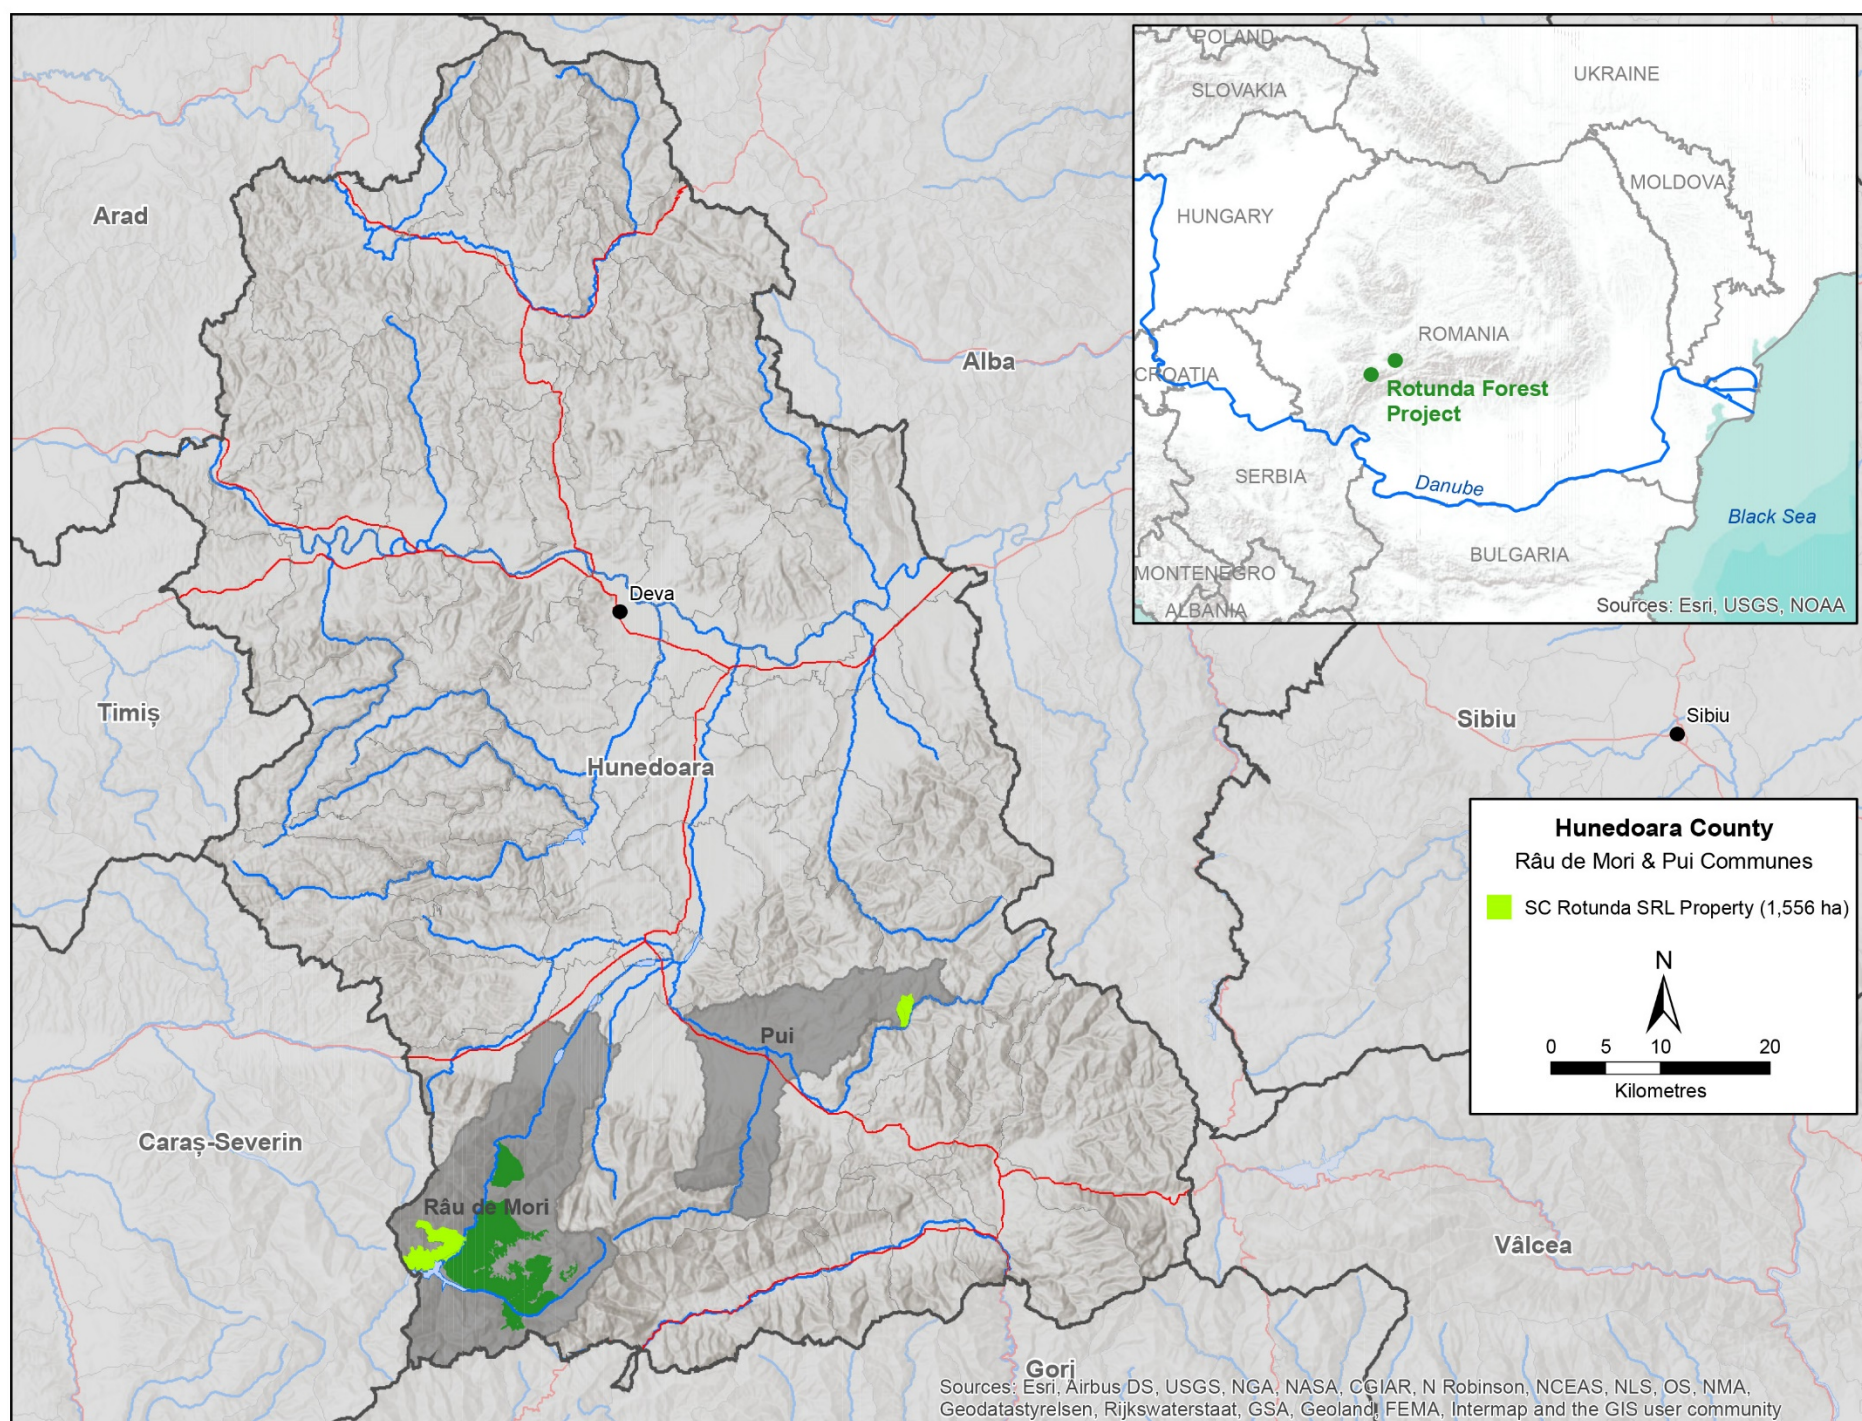 Arad
Alba
Deva
Timiș
Hunedoara
Sibiu
Sibiu
Pui
Caraș-Severin
Râu de Mori
Vâlcea
Gorj
POLAND
UKRAINE
SLOVAKIA
MOLDOVA
HUNGARY
ROMANIA
CROATIA
Rotunda Forest
Project
SERBIA
Danube
Black Sea
BULGARIA
MONTENEGRO
ALBANIA
Sources: Esri, USGS, NOAA
Hunedoara County
Râu de Mori & Pui Communes
SC Rotunda SRL Property (1,556 ha)
N
0 5 10 20
Kilometres
Sources: Esri, Airbus DS, USGS, NGA, NASA, CGIAR, N Robinson, NCEAS, NLS, OS, NMA,
Geodatastyrelsen, Rijkswaterstaat, GSA, Geoland, FEMA, Intermap and the GIS user community